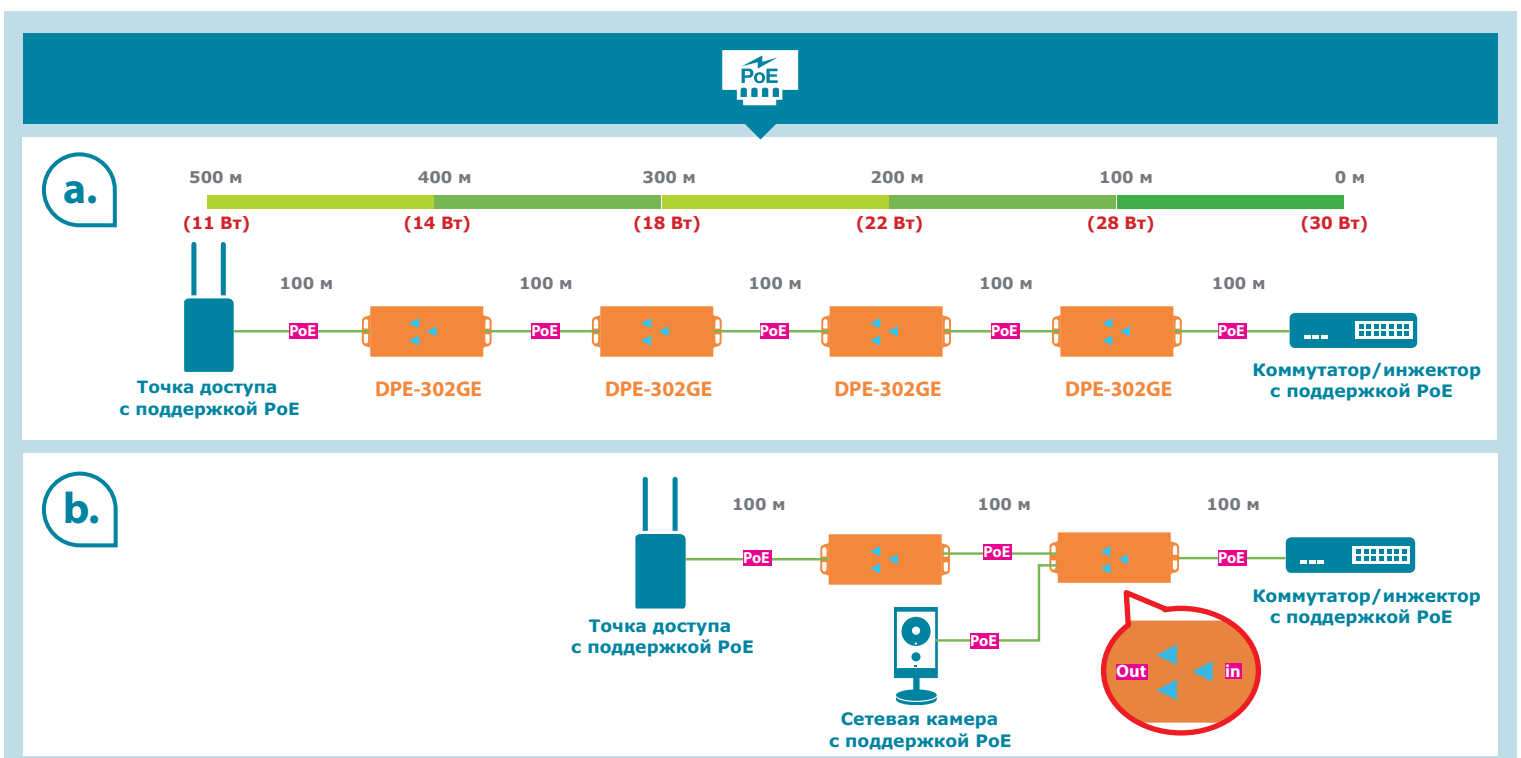 PoE
a.
500 м 400 м 300 м 200 м 100 м 0 м
(11 Вт) (14 Вт) (18 Вт) (22 Вт) (28 Вт) (30 Вт)
100 м 100 м 100 м 100 м 100 м
PoE PoE PoE PoE PoE
Точка доступа
с поддержкой PoE
DPE-302GE DPE-302GE DPE-302GE DPE-302GE
Коммутатор/инжектор
с поддержкой PoE
b.
100 м 100 м 100 м
PoE PoE PoE
Точка доступа
с поддержкой PoE
PoE
Коммутатор/инжектор
с поддержкой PoE
Out in
Сетевая камера
с поддержкой PoE